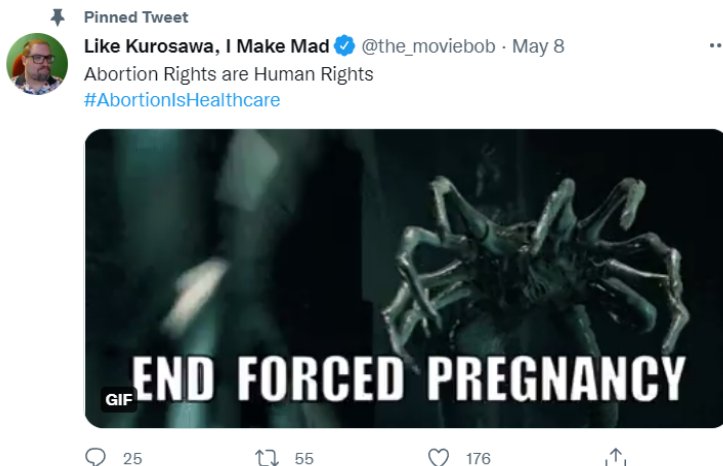 Pinned Tweet
Like Kurosawa, I Make Mad @the_moviebob · May 8
Abortion Rights are Human Rights
#AbortionIsHealthcare
END FORCED PREGNANCY
GIF
25 55 176